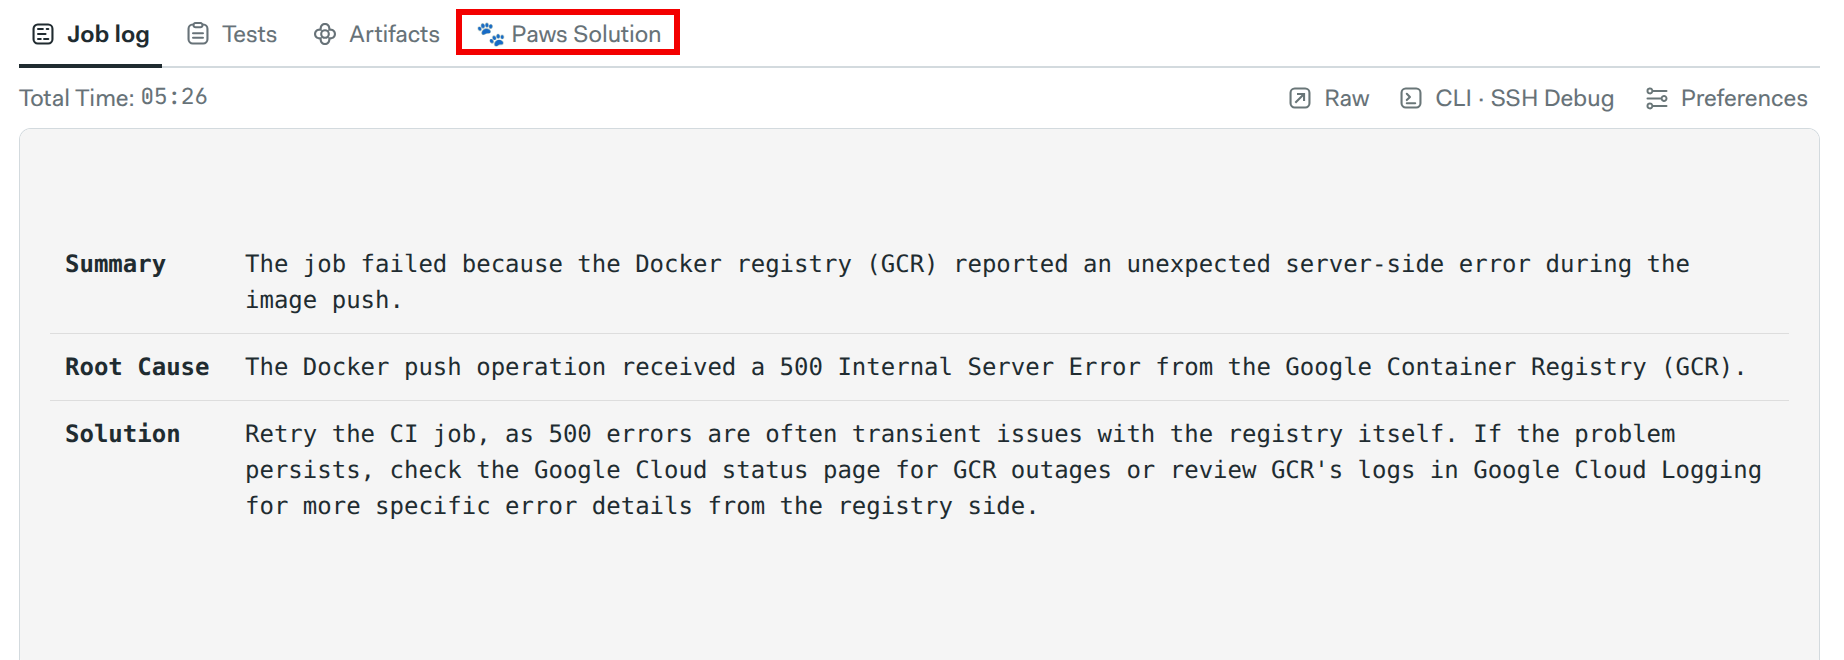 Job log Tests Artifacts 🐾 Paws Solution
Total Time: 05:26 Raw CLI · SSH Debug Preferences
Summary The job failed because the Docker registry (GCR) reported an unexpected server-side error during the
image push.
Root Cause The Docker push operation received a 500 Internal Server Error from the Google Container Registry (GCR).
Solution Retry the CI job, as 500 errors are often transient issues with the registry itself. If the problem
persists, check the Google Cloud status page for GCR outages or review GCR's logs in Google Cloud Logging
for more specific error details from the registry side.